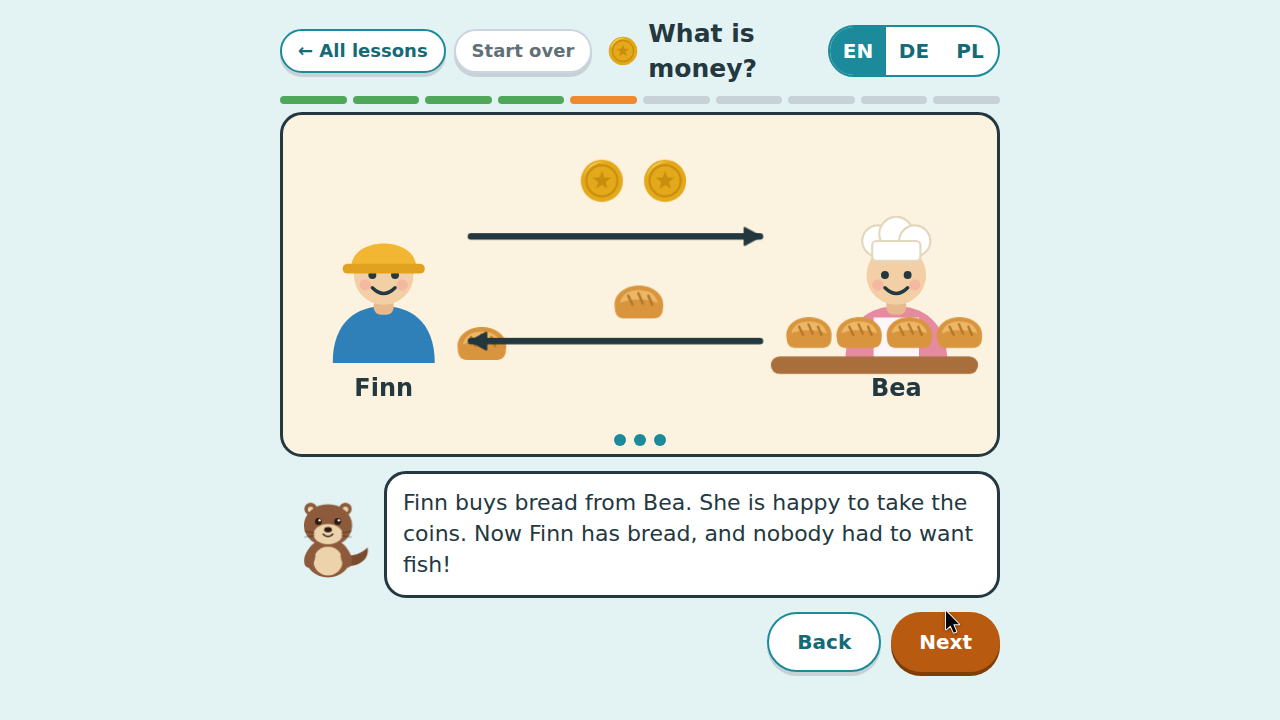 ← All lessons
Start over
What is
money?
EN DE PL
Finn
Bea
Finn buys bread from Bea. She is happy to take the
coins. Now Finn has bread, and nobody had to want
fish!
Back
Next